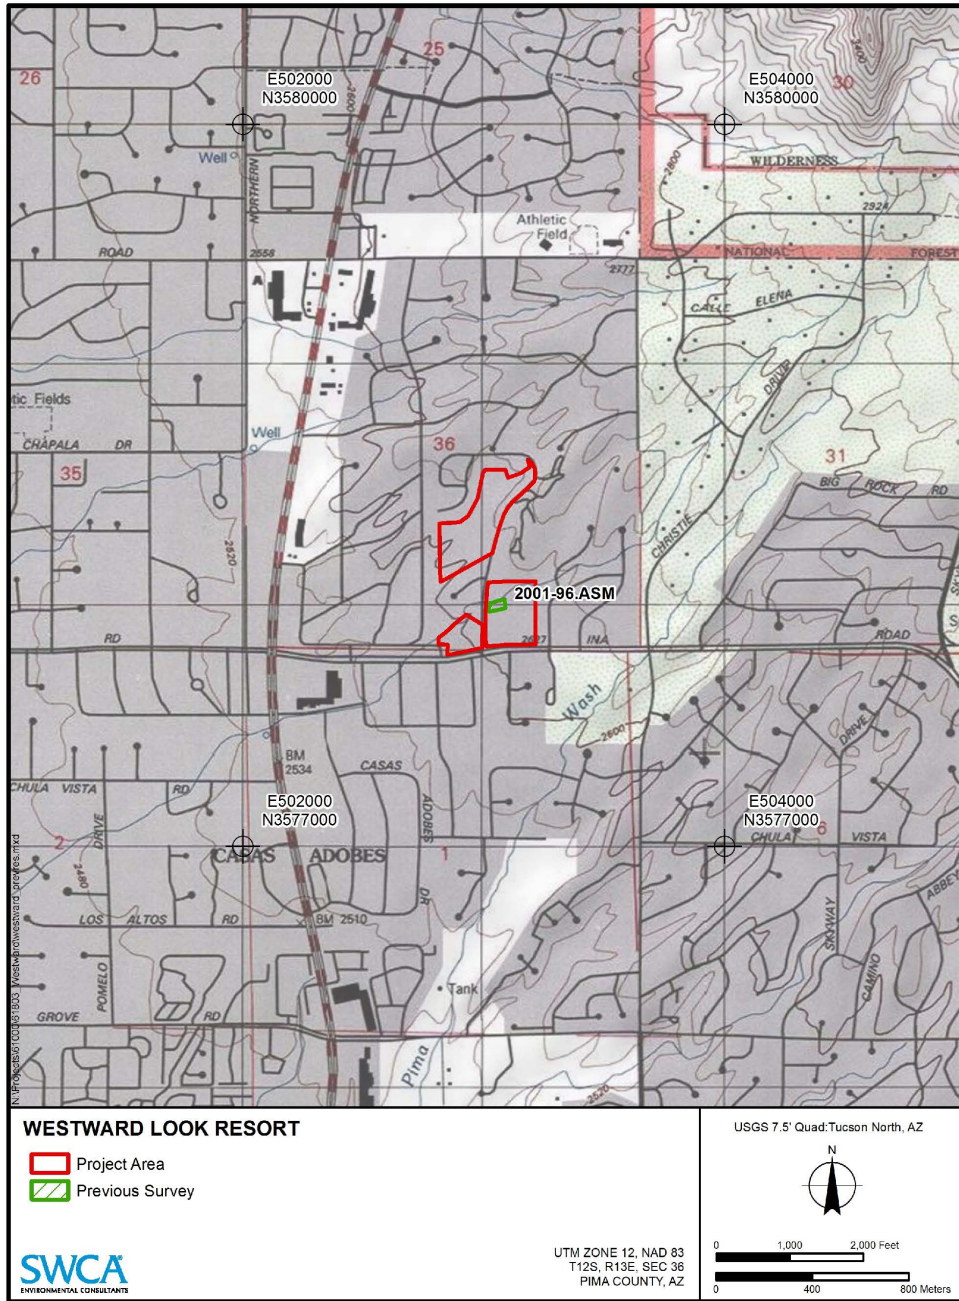 26
25
30
E502000
N3580000
E504000
N3580000
2600
3400
Well
NORTHERN
WILDERNESS
2800
2924
Athletic
Field
ROAD
2558
2777
NATIONAL
FOREST
CALLE ELENA
DRIVE
tic Fields
CHAPALA DR
Well
36
35
31
BIG ROCK RD
2520
CHRISTIE
2001-96.ASM
RD
2627
INA
ROAD
S
Wash
2600
DRIVE
BM
2534
CASAS
CHULA VISTA
RD
E502000
N3577000
E504000
N3577000
ADOBES
DR
DRIVE
2
1
6
CHULA VISTA
2480
CASAS ADOBES
LOS ALTOS RD
BM 2510
SKYWAY
CAMINO
ABBEY
POMELO
Tank
GROVE RD
Pima
2520
WESTWARD LOOK RESORT
Project Area
Previous Survey
SWCA
ENVIRONMENTAL CONSULTANTS
UTM ZONE 12, NAD 83
T12S, R13E, SEC 36
PIMA COUNTY, AZ
USGS 7.5' Quad:Tucson North, AZ
N
0 1,000 2,000 Feet
0 400 800 Meters